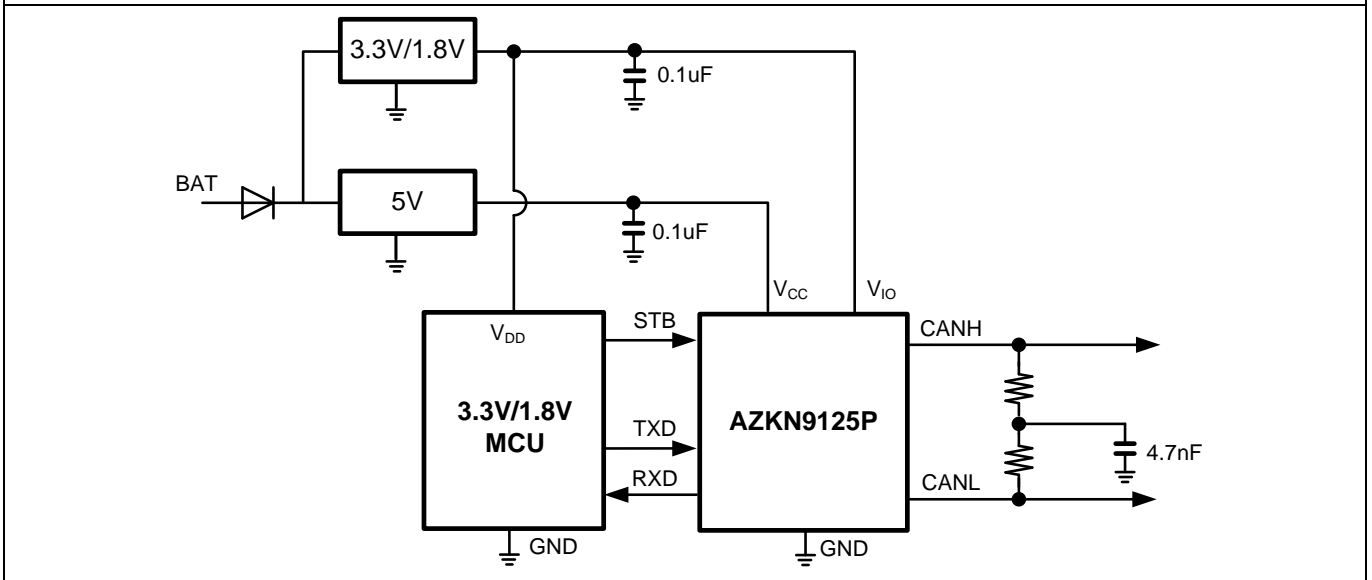 3.3V/1.8V
0.1uF
BAT
5V
0.1uF
VCC
VIO
VDD
STB
CANH
3.3V/1.8V
MCU
AZKN9125P
TXD
4.7nF
RXD
CANL
GND
GND